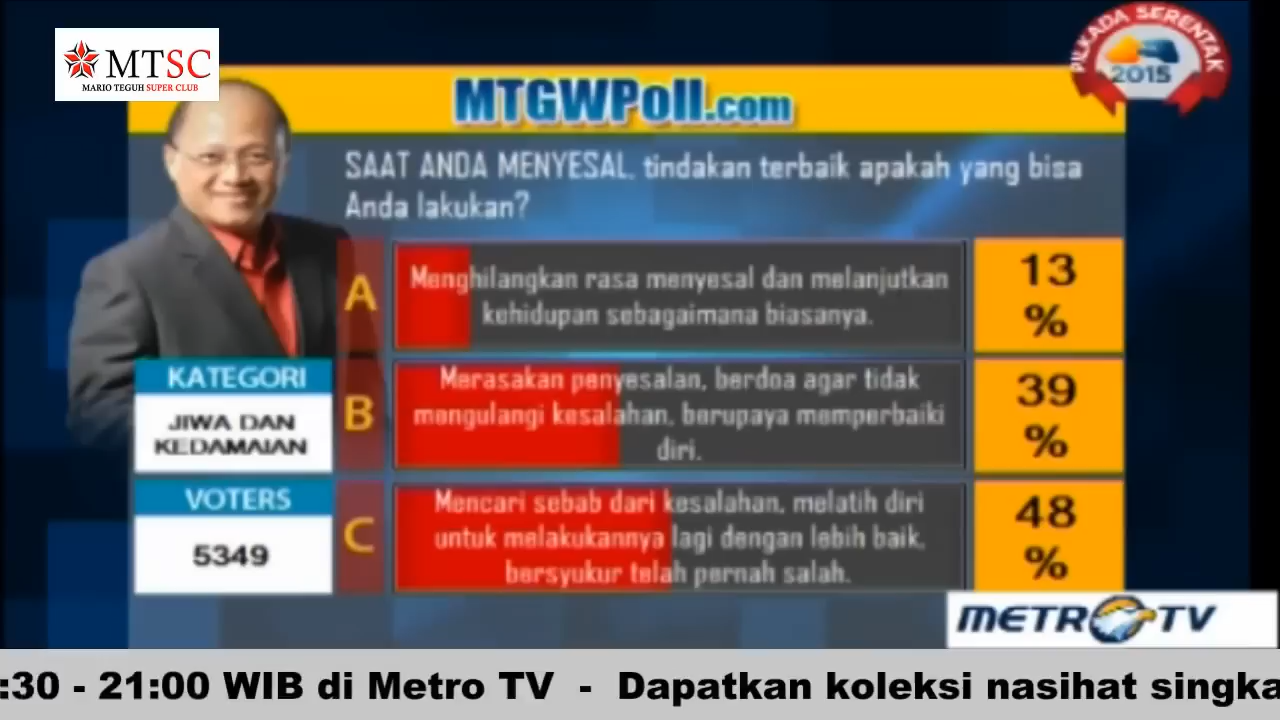 MTSC
MARIO TEGUH SUPER CLUB
PILKADA SERENTAK
2015
MTGWPoll.com
SAAT ANDA MENYESAL, tindakan terbaik apakah yang bisa
Anda lakukan?
A
Menghilangkan rasa menyesal dan melanjutkan
kehidupan sebagaimana biasanya.
13
%
KATEGORI
JIWA DAN
KEDAMAIAN
B
Merasakan penyesalan, berdoa agar tidak
mengulangi kesalahan, berupaya memperbaiki
diri.
39
%
VOTERS
5349
C
Mencari sebab dari kesalahan, melatih diri
untuk melakukannya lagi dengan lebih baik,
bersyukur telah pernah salah.
48
%
METRO TV
:30 - 21:00 WIB di Metro TV - Dapatkan koleksi nasihat singka